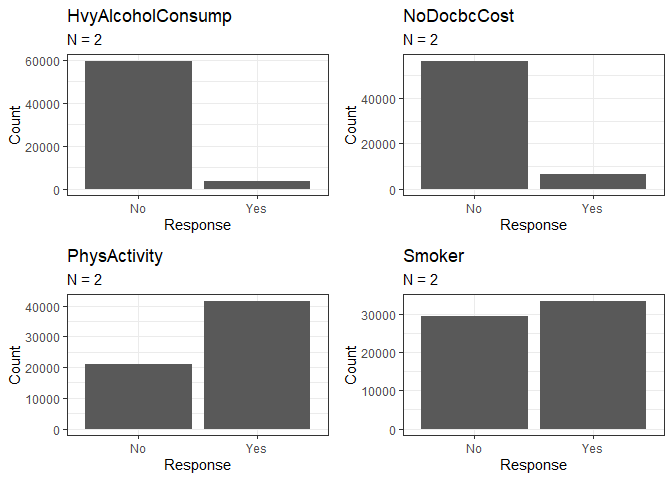 HvyAlcoholConsump
N = 2
60000
40000
20000
0
Count
No Yes
Response
NoDocbcCost
N = 2
40000
20000
0
Count
No Yes
Response
PhysActivity
N = 2
40000
30000
20000
10000
0
Count
No Yes
Response
Smoker
N = 2
30000
20000
10000
0
Count
No Yes
Response